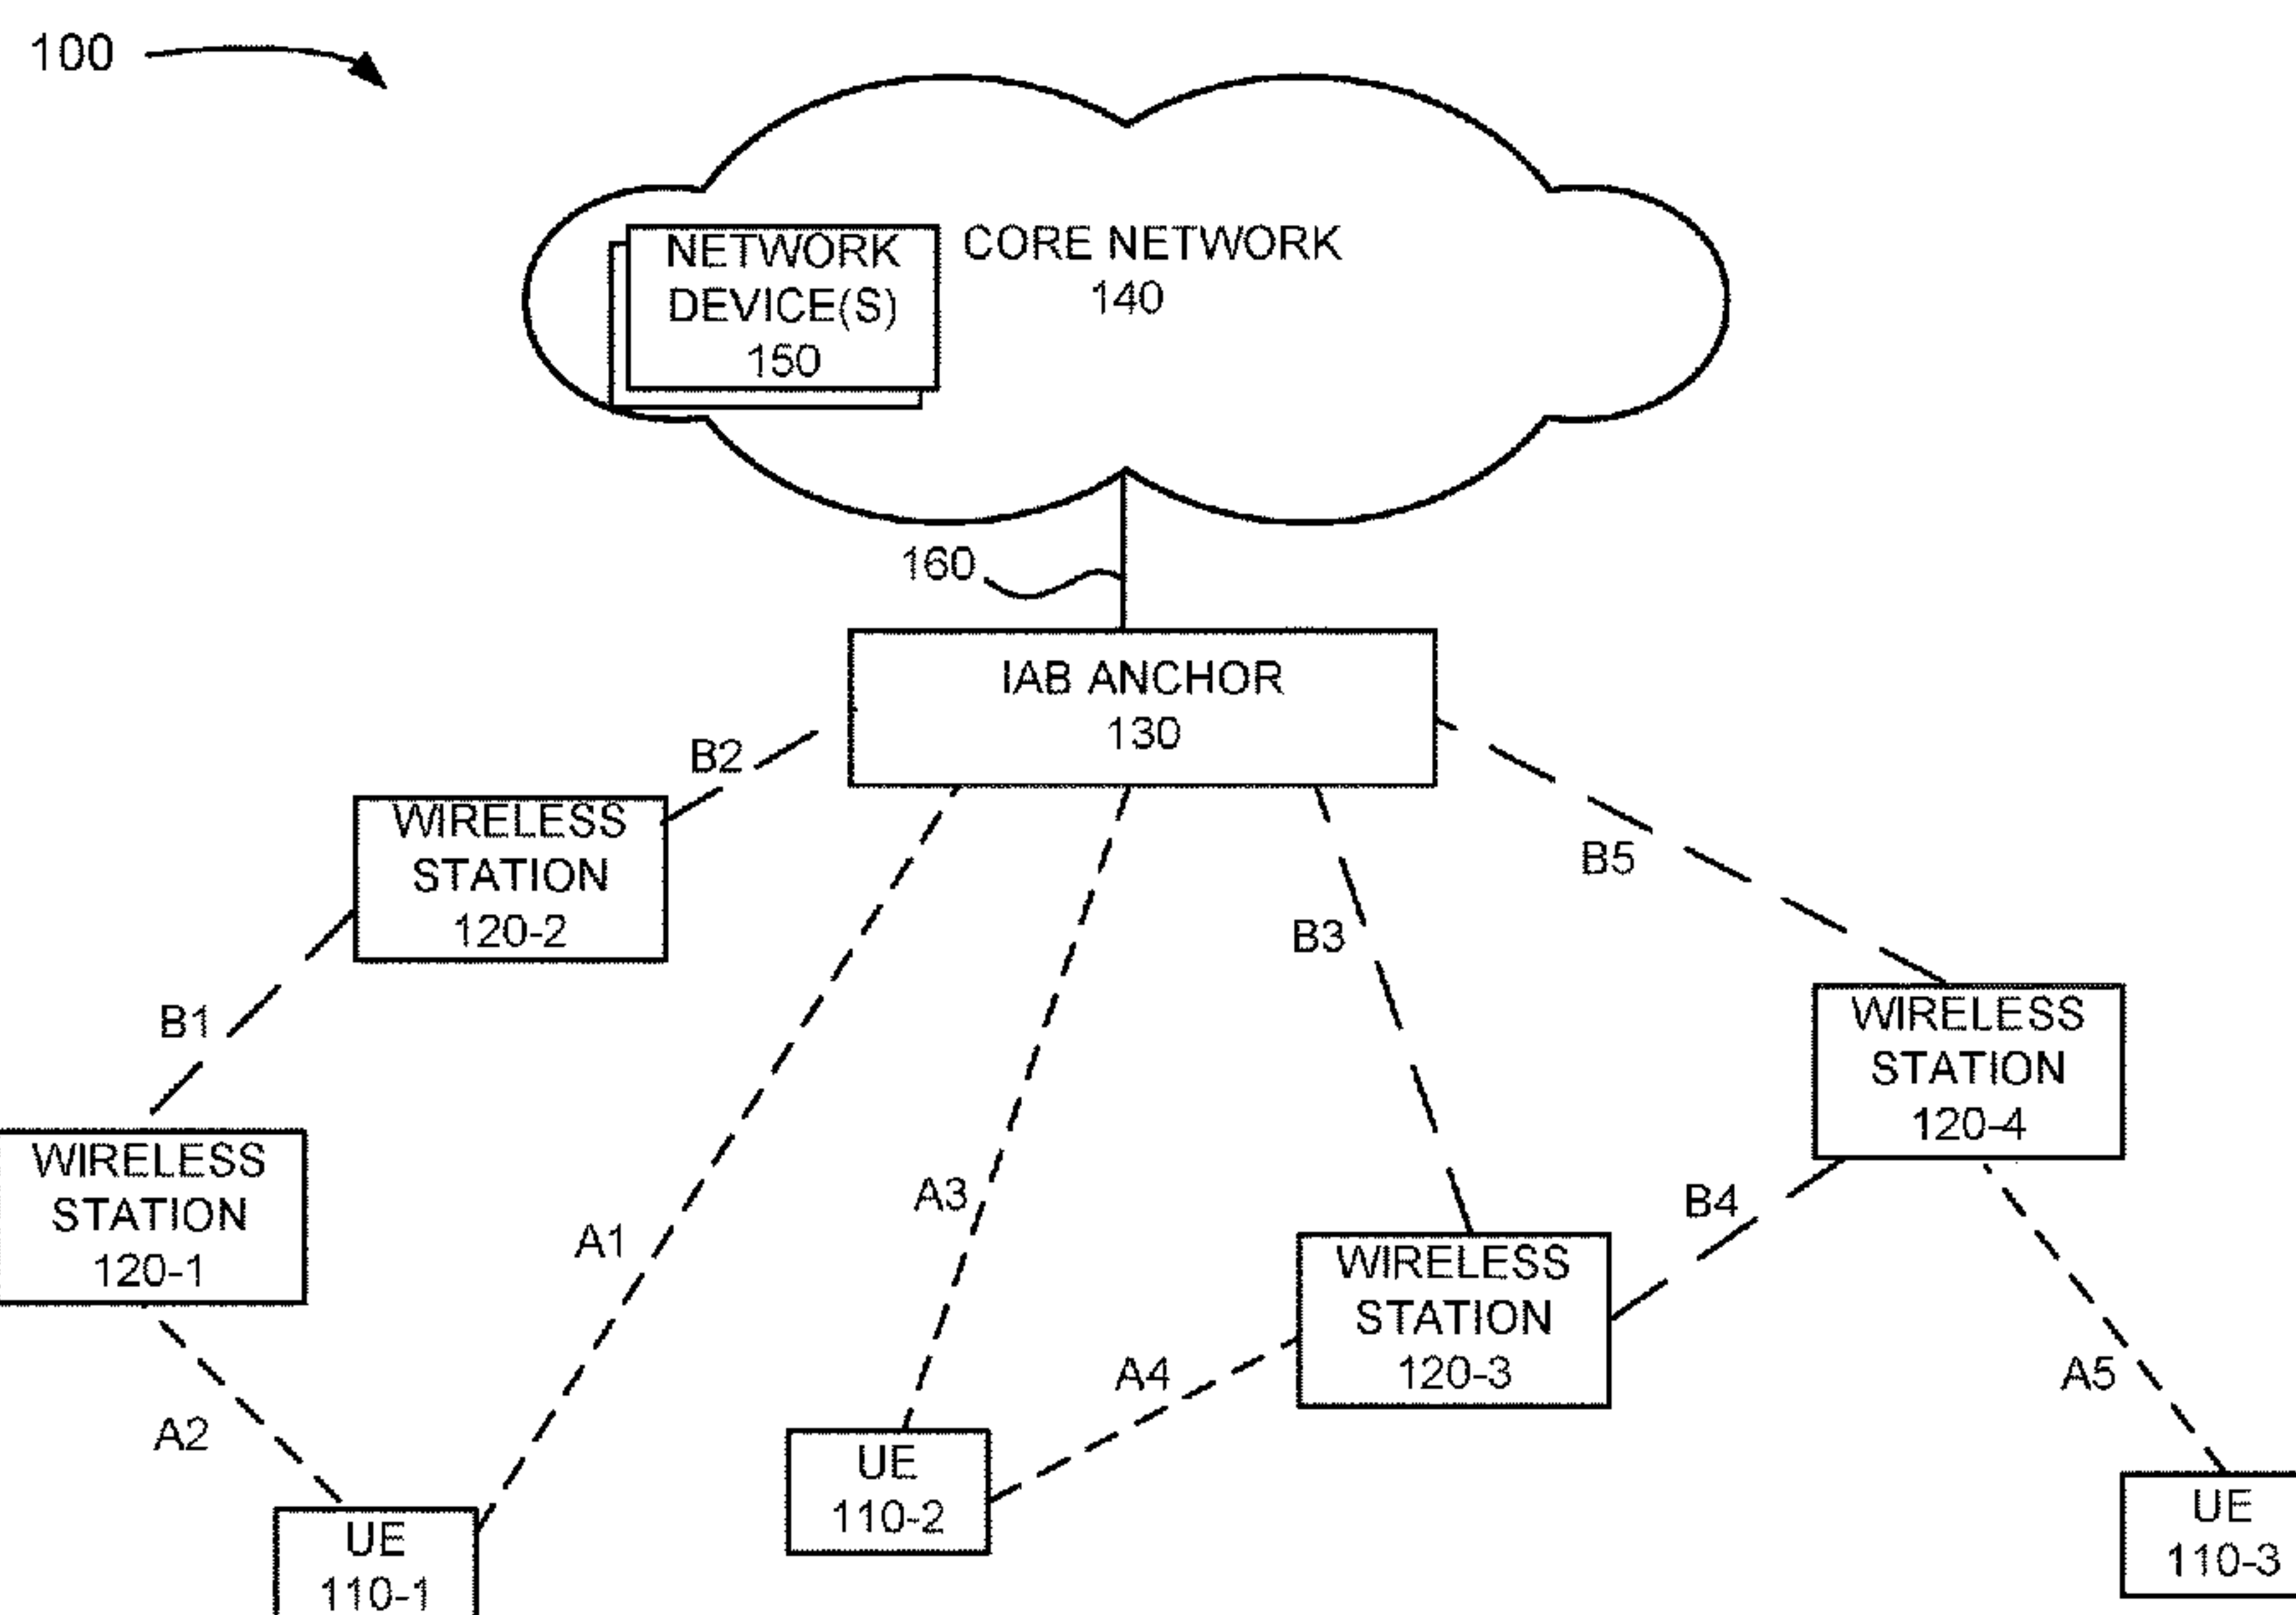 100
NETWORK
DEVICE(S)
150
CORE NETWORK
140
160
IAB ANCHOR
130
B2
WIRELESS
STATION
120-2
B5
B3
B1
WIRELESS
STATION
120-4
WIRELESS
STATION
120-1
A3
B4
A1
WIRELESS
STATION
120-3
A4
A5
A2
UE
110-2
UE
110-3
UE
110-1